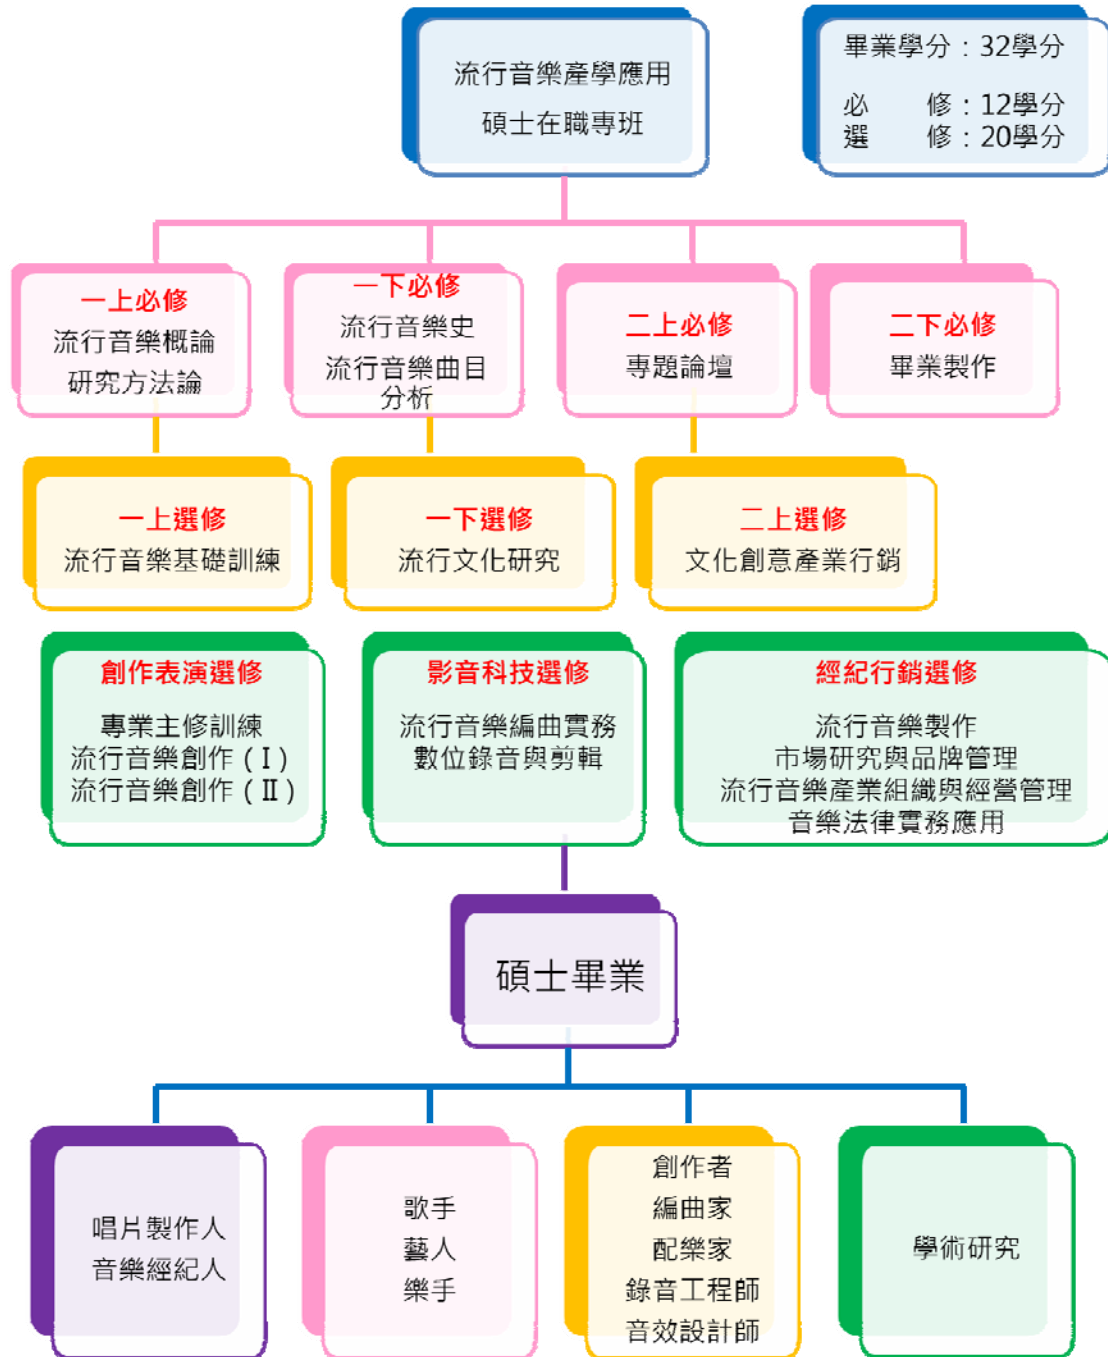 流行音樂產學應用
碩士在職專班
畢業學分：32學分
必　　修：12學分
選　　修：20學分
一上必修
流行音樂概論
研究方法論
一下必修
流行音樂史
流行音樂曲目
分析
二上必修
專題論壇
二下必修
畢業製作
一上選修
流行音樂基礎訓練
一下選修
流行文化研究
二上選修
文化創意產業行銷
創作表演選修
專業主修訓練
流行音樂創作（I）
流行音樂創作（II）
影音科技選修
流行音樂編曲實務
數位錄音與剪輯
經紀行銷選修
流行音樂製作
市場研究與品牌管理
流行音樂產業組織與經營管理
音樂法律實務應用
碩士畢業
唱片製作人
音樂經紀人
歌手
藝人
樂手
創作者
編曲家
配樂家
錄音工程師
音效設計師
學術研究